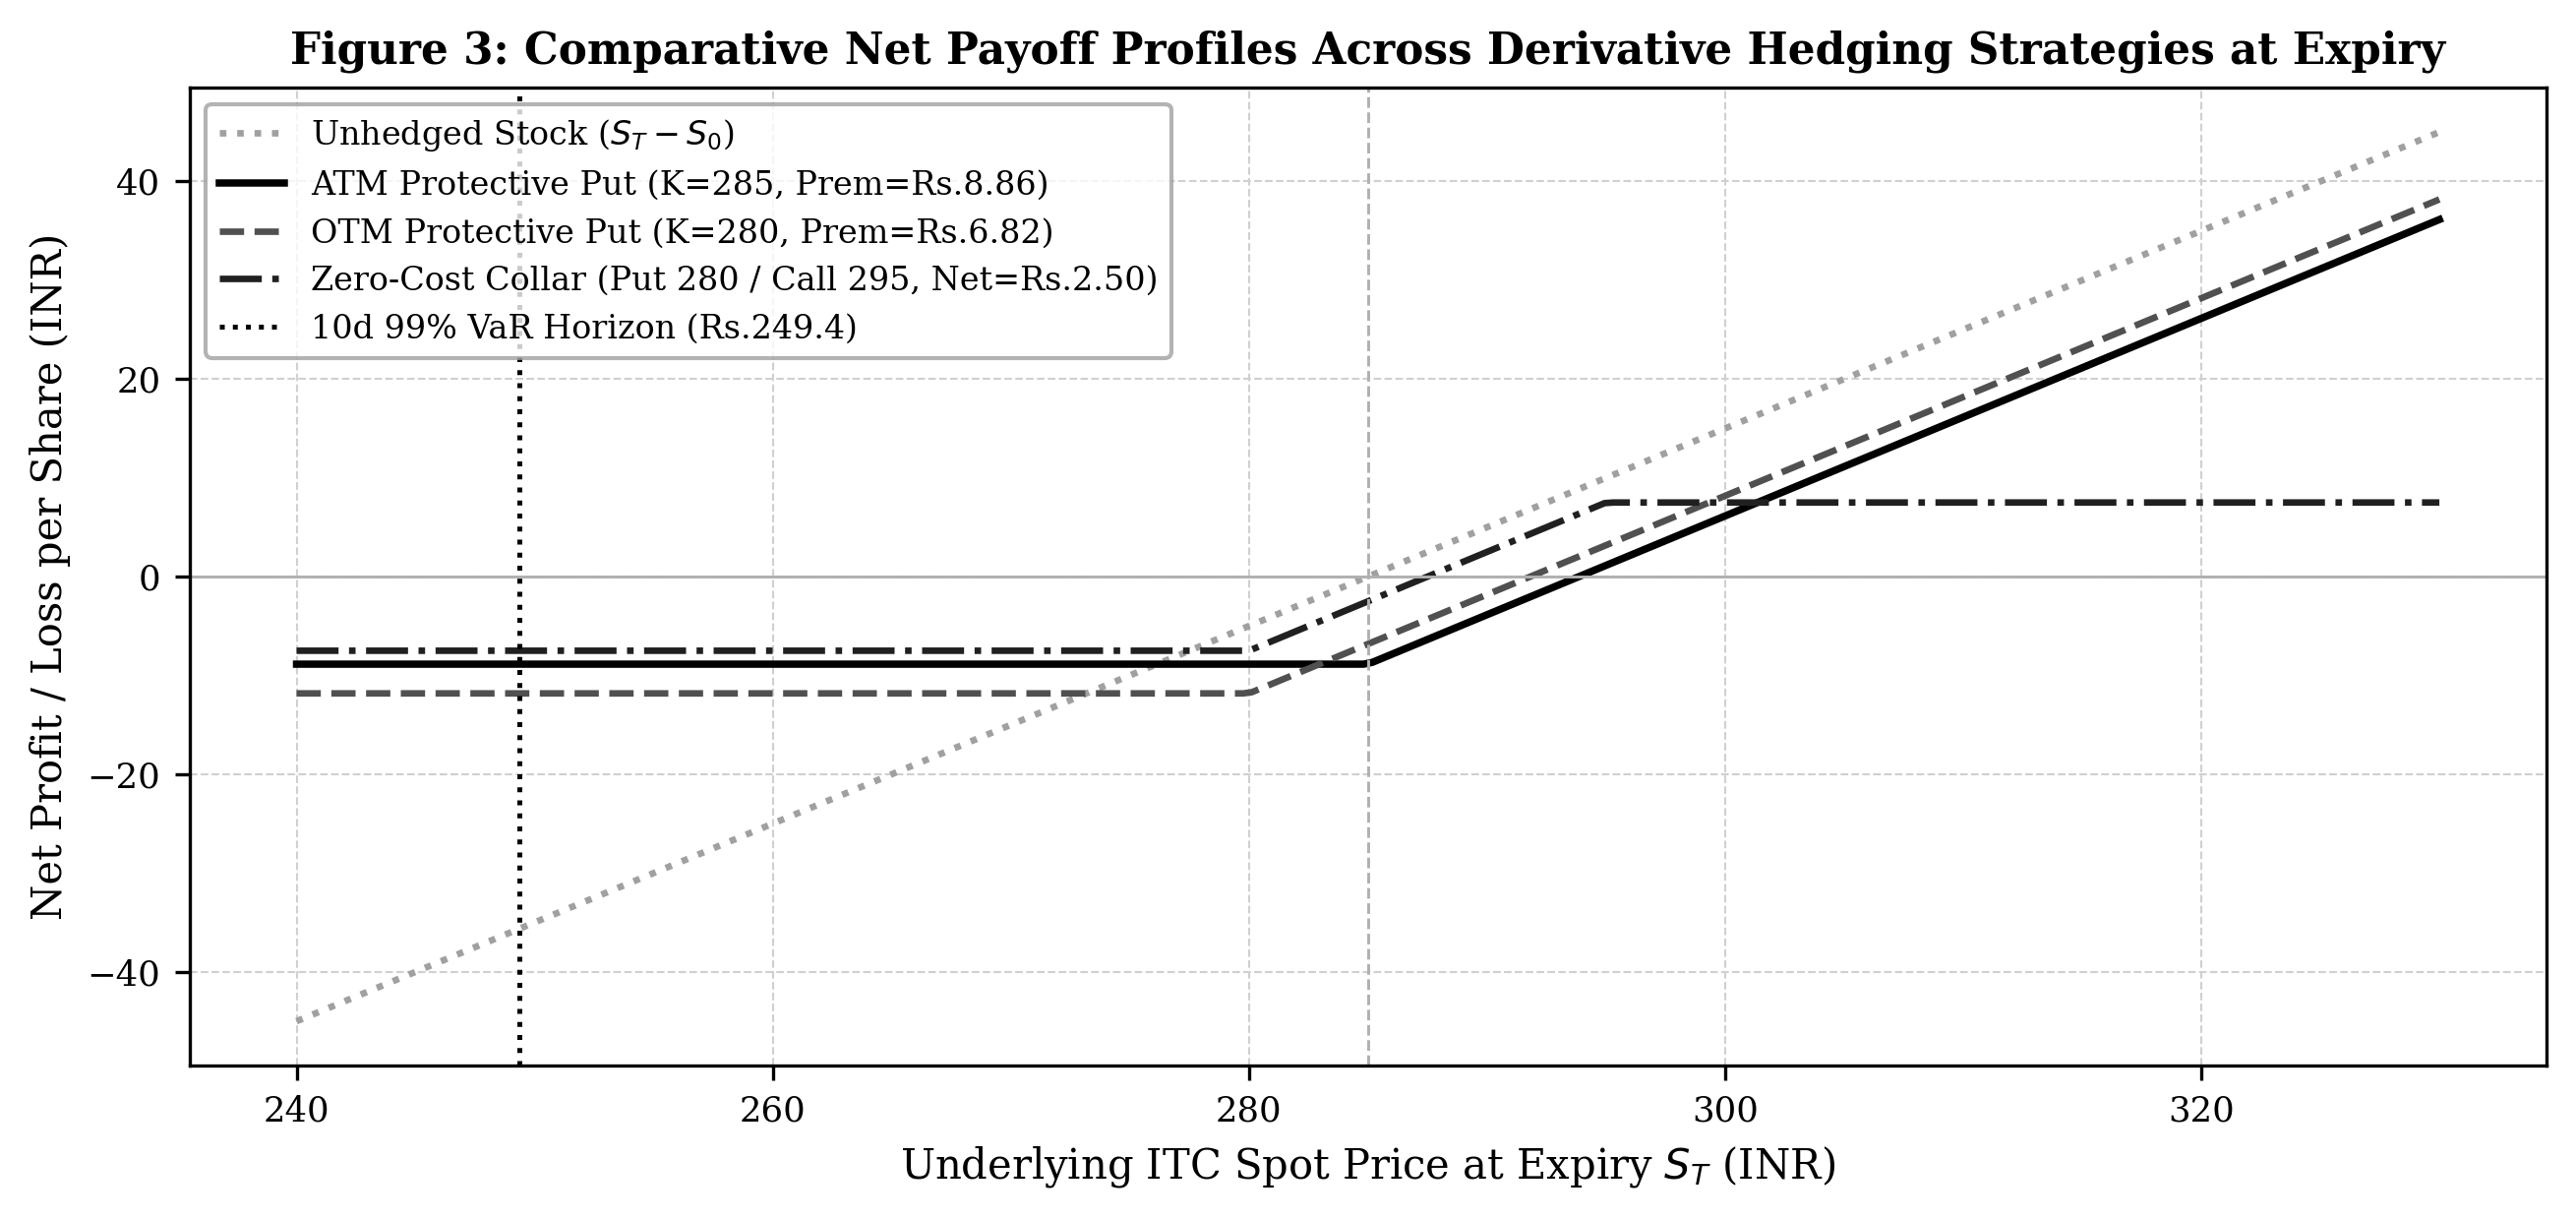 Figure 3: Comparative Net Payoff Profiles Across Derivative Hedging Strategies at Expiry
Net Profit / Loss per Share (INR)
40
20
0
−20
−40
Unhedged Stock (S_T − S_0)
ATM Protective Put (K=285, Prem=Rs.8.86)
OTM Protective Put (K=280, Prem=Rs.6.82)
Zero-Cost Collar (Put 280 / Call 295, Net=Rs.2.50)
10d 99% VaR Horizon (Rs.249.4)
240
260
280
300
320
Underlying ITC Spot Price at Expiry S_T (INR)